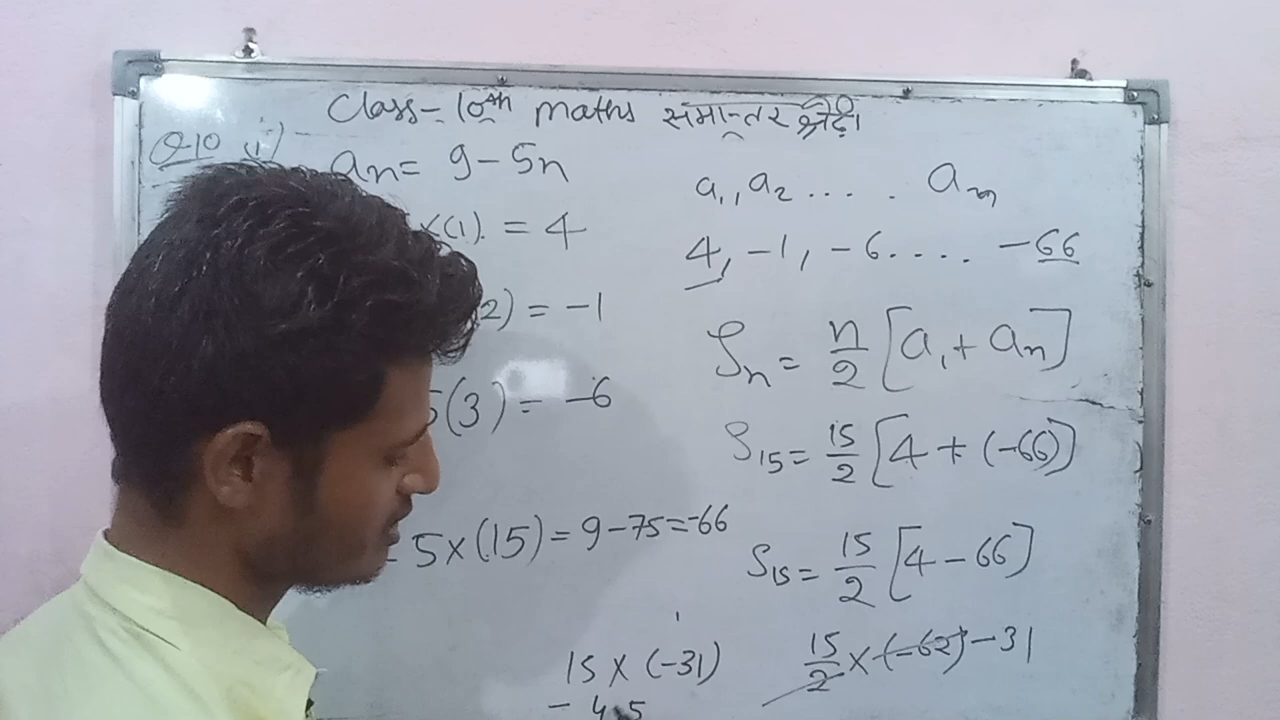 Class-10th maths समान्तर श्रेढ़ी
Q-10 (i)
an = 9-5n
x(1). = 4
2) = -1
5(3) = -6
5x(15) = 9-75=-66
15 x (-31)
a1, a2 .... . an
4, -1, -6.... -66
Sn = n/2 [a1 + an]
S15 = 15/2 [4 + (-66)]
S15 = 15/2 [4-66]
15/2 x (-62) -31